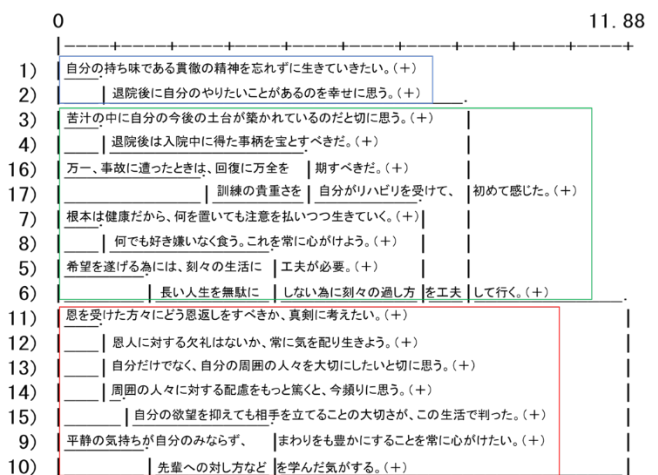 0 11.88
1) 自分の持ち味である貫徹の精神を忘れずに生きていきたい。(+)
2) 退院後に自分のやりたいことがあるのを幸せに思う。(+)
3) 苦汁の中に自分の今後の土台が築かれているのだと切に思う。(+)
4) 退院後は入院中に得た事柄を宝とすべきだ。(+)
16) 万一、事故に遭ったときは、回復に万全を期すべきだ。(+)
17) 訓練の貴重さを自分がリハビリを受けて、初めて感じた。(+)
7) 根本は健康だから、何を置いても注意を払いつつ生きていく。(+)
8) 何でも好き嫌いなく食う。これを常に心がけよう。(+)
5) 希望を遂げる為には、刻々の生活に工夫が必要。(+)
6) 長い人生を無駄にしない為に刻々の過し方を工夫して行く。(+)
11) 恩を受けた方々にどう恩返しをすべきか、真剣に考えたい。(+)
12) 恩人に対する欠礼はないか、常に気を配り生きよう。(+)
13) 自分だけでなく、自分の周囲の人々を大切にしたいと切に思う。(+)
14) 周囲の人々に対する配慮をもっと篤くと、今頻りに思う。(+)
15) 自分の欲望を抑えても相手を立てることの大切さが、この生活で判った。(+)
9) 平静の気持ちが自分のみならず、まわりをも豊かにすることを常に心がけたい。(+)
10) 先輩への対し方などを学んだ気がする。(+)